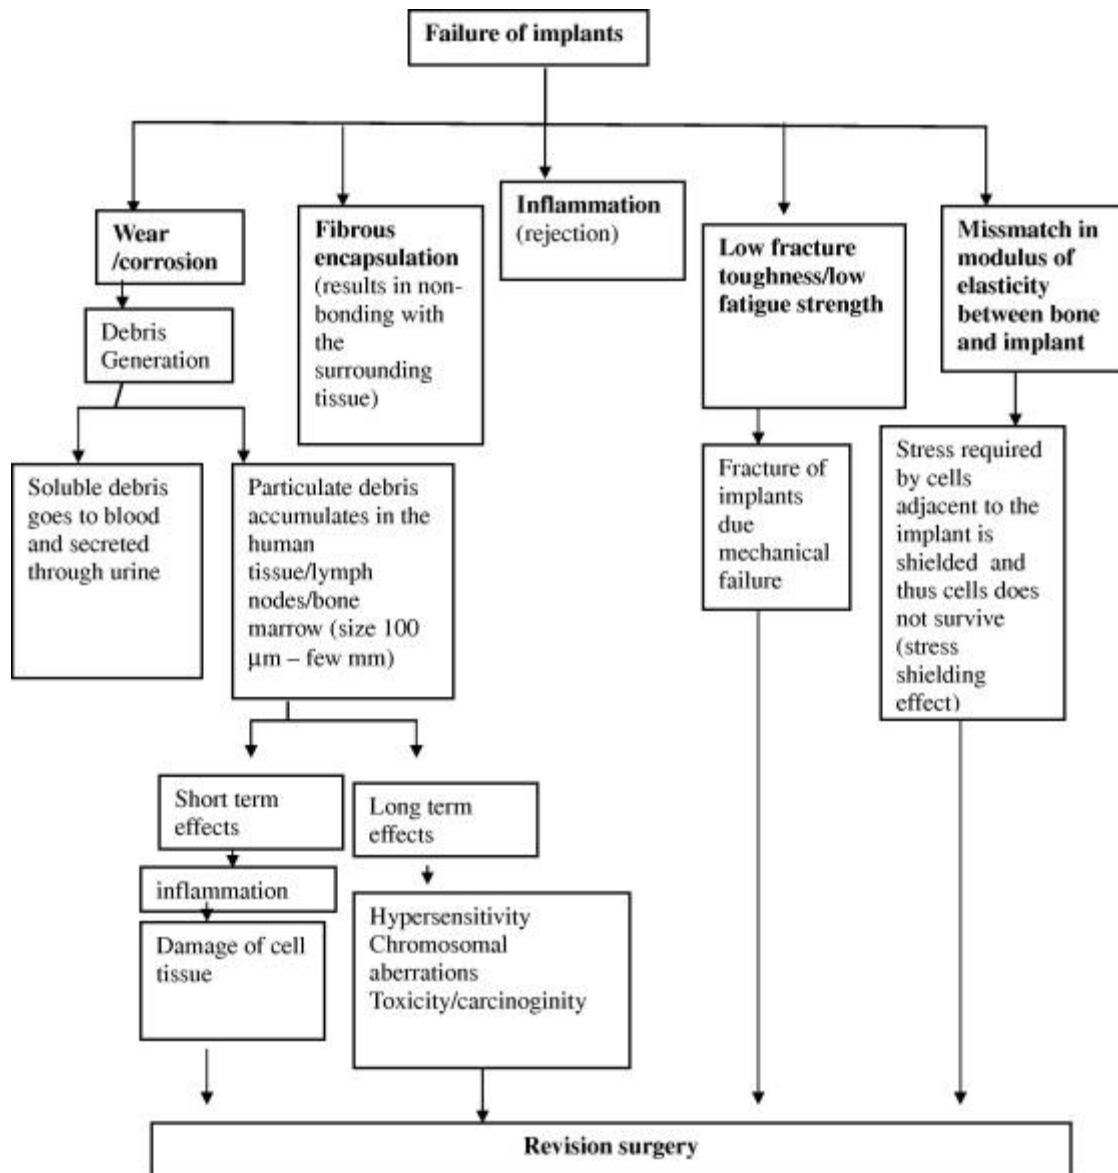 Failure of implants
Wear
/corrosion
Fibrous
encapsulation
(results in non-
bonding with
the
surrounding
tissue)
Inflammation
(rejection)
Low fracture
toughness/low
fatigue strength
Missmatch in
modulus of
elasticity
between bone
and implant
Debris
Generation
Soluble debris
goes to blood
and secreted
through urine
Particulate debris
accumulates in the
human
tissue/lymph
nodes/bone
marrow (size 100
μm – few mm)
Fracture of
implants
due
mechanical
failure
Stress required
by cells
adjacent to the
implant is
shielded and
thus cells does
not survive
(stress
shielding
effect)
Short term
effects
Long term
effects
inflammation
Damage of cell
tissue
Hypersensitivity
Chromosomal
aberrations
Toxicity/carcinoginity
Revision surgery